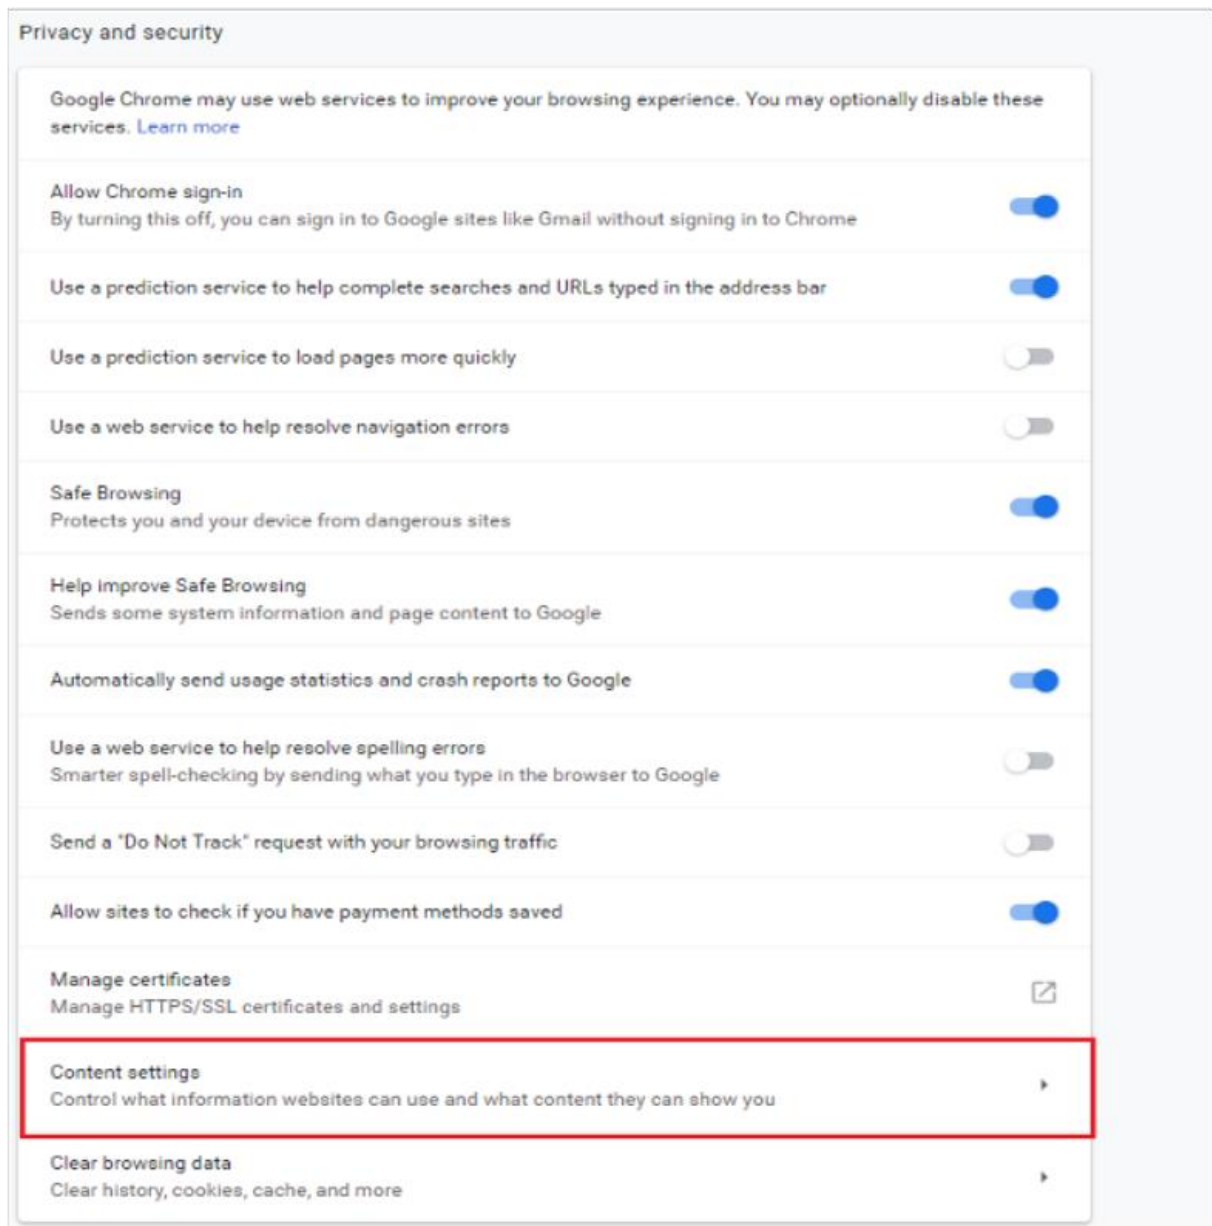 Privacy and security
Google Chrome may use web services to improve your browsing experience. You may optionally disable these
services. Learn more
Allow Chrome sign-in
By turning this off, you can sign in to Google sites like Gmail without signing in to Chrome
Use a prediction service to help complete searches and URLs typed in the address bar
Use a prediction service to load pages more quickly
Use a web service to help resolve navigation errors
Safe Browsing
Protects you and your device from dangerous sites
Help improve Safe Browsing
Sends some system information and page content to Google
Automatically send usage statistics and crash reports to Google
Use a web service to help resolve spelling errors
Smarter spell-checking by sending what you type in the browser to Google
Send a "Do Not Track" request with your browsing traffic
Allow sites to check if you have payment methods saved
Manage certificates
Manage HTTPS/SSL certificates and settings
Content settings
Control what information websites can use and what content they can show you
Clear browsing data
Clear history, cookies, cache, and more